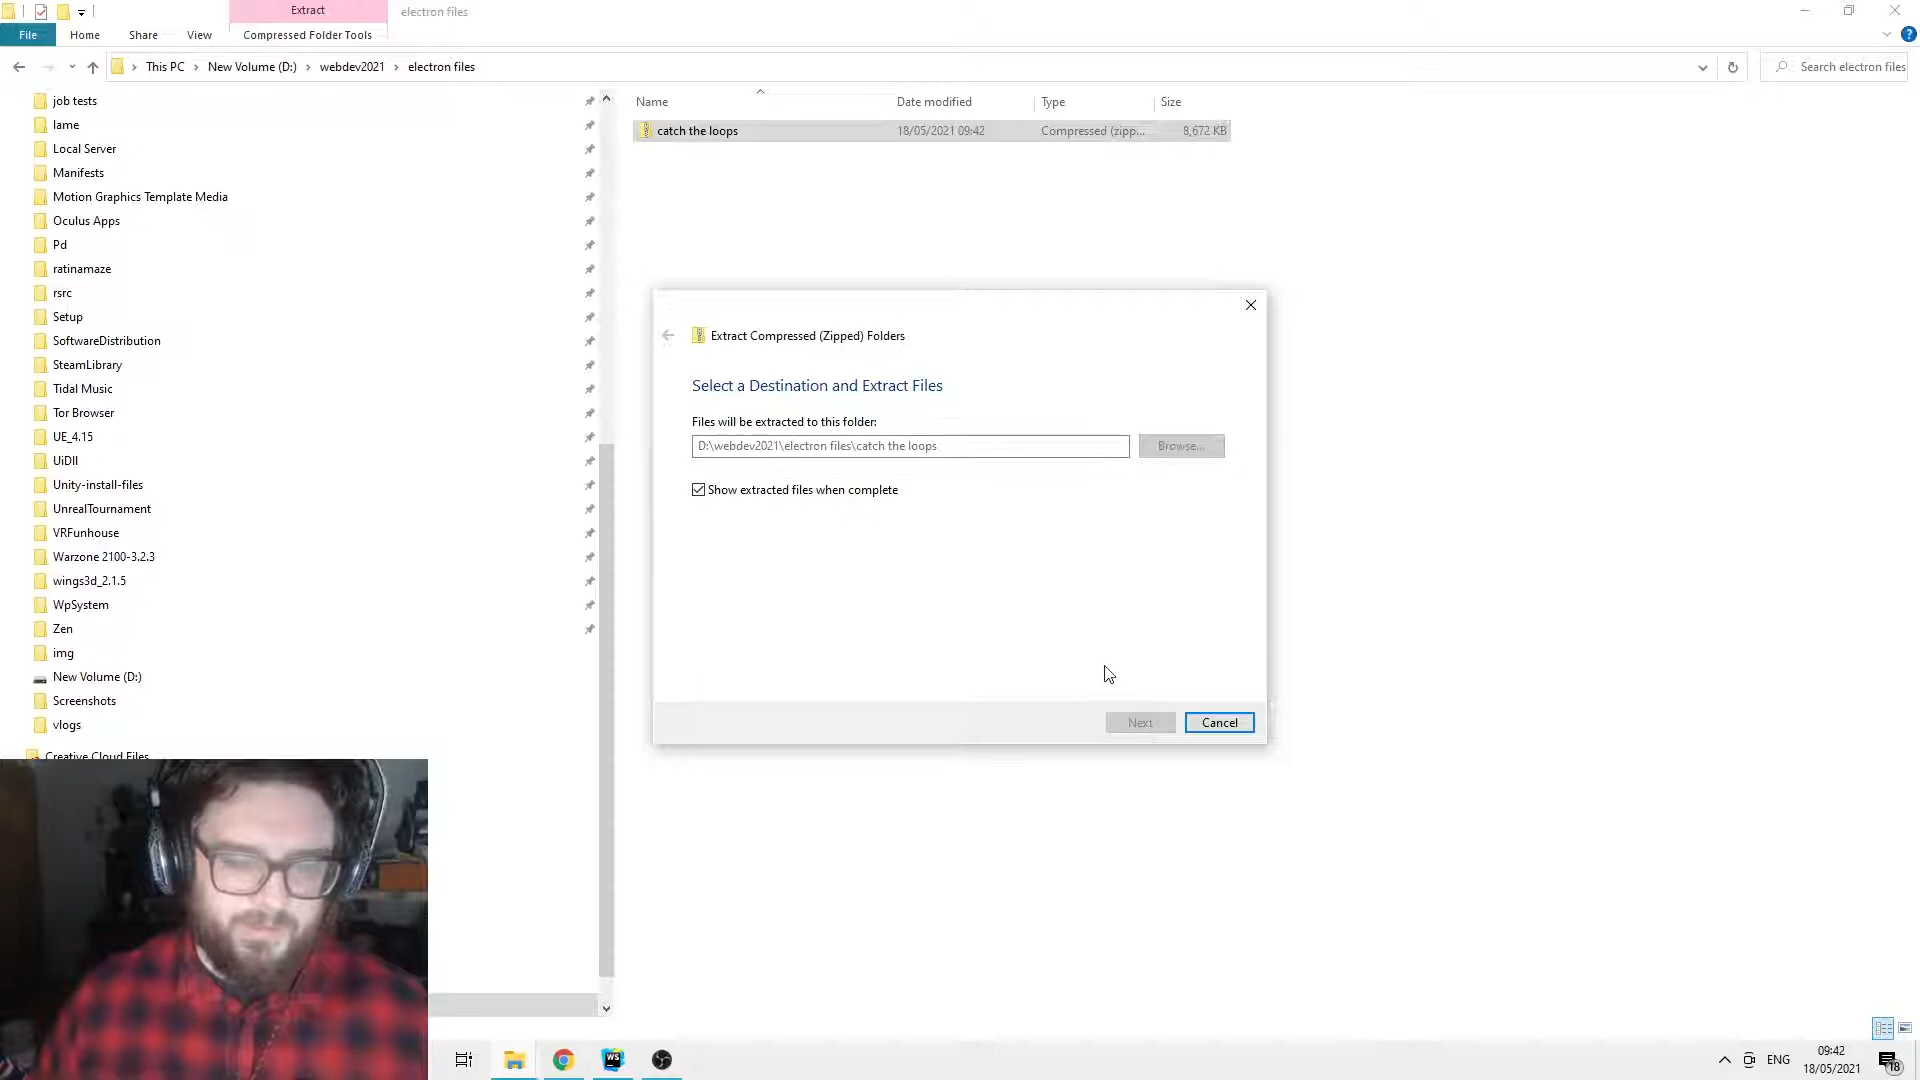 Extract
electron files
File
Home
Share
View
Compressed Folder Tools
This PC
New Volume (D:)
webdev2021
electron files
Search electron files
job tests
lame
Local Server
Manifests
Motion Graphics Template Media
Oculus Apps
Pd
ratinamaze
rsrc
Setup
SoftwareDistribution
SteamLibrary
Tidal Music
Tor Browser
UE_4.15
UiDll
Unity-install-files
UnrealTournament
VRFunhouse
Warzone 2100-3.2.3
wings3d_2.1.5
WpSystem
Zen
img
New Volume (D:)
Screenshots
vlogs
Creative Cloud Files
Name
Date modified
Type
Size
catch the loops
18/05/2021 09:42
Compressed (zipp...
8,672 KB
Extract Compressed (Zipped) Folders
Select a Destination and Extract Files
Files will be extracted to this folder:
D:\webdev2021\electron files\catch the loops
Browse...
Show extracted files when complete
Next
Cancel
WS
ENG
09:42
18/05/2021
18